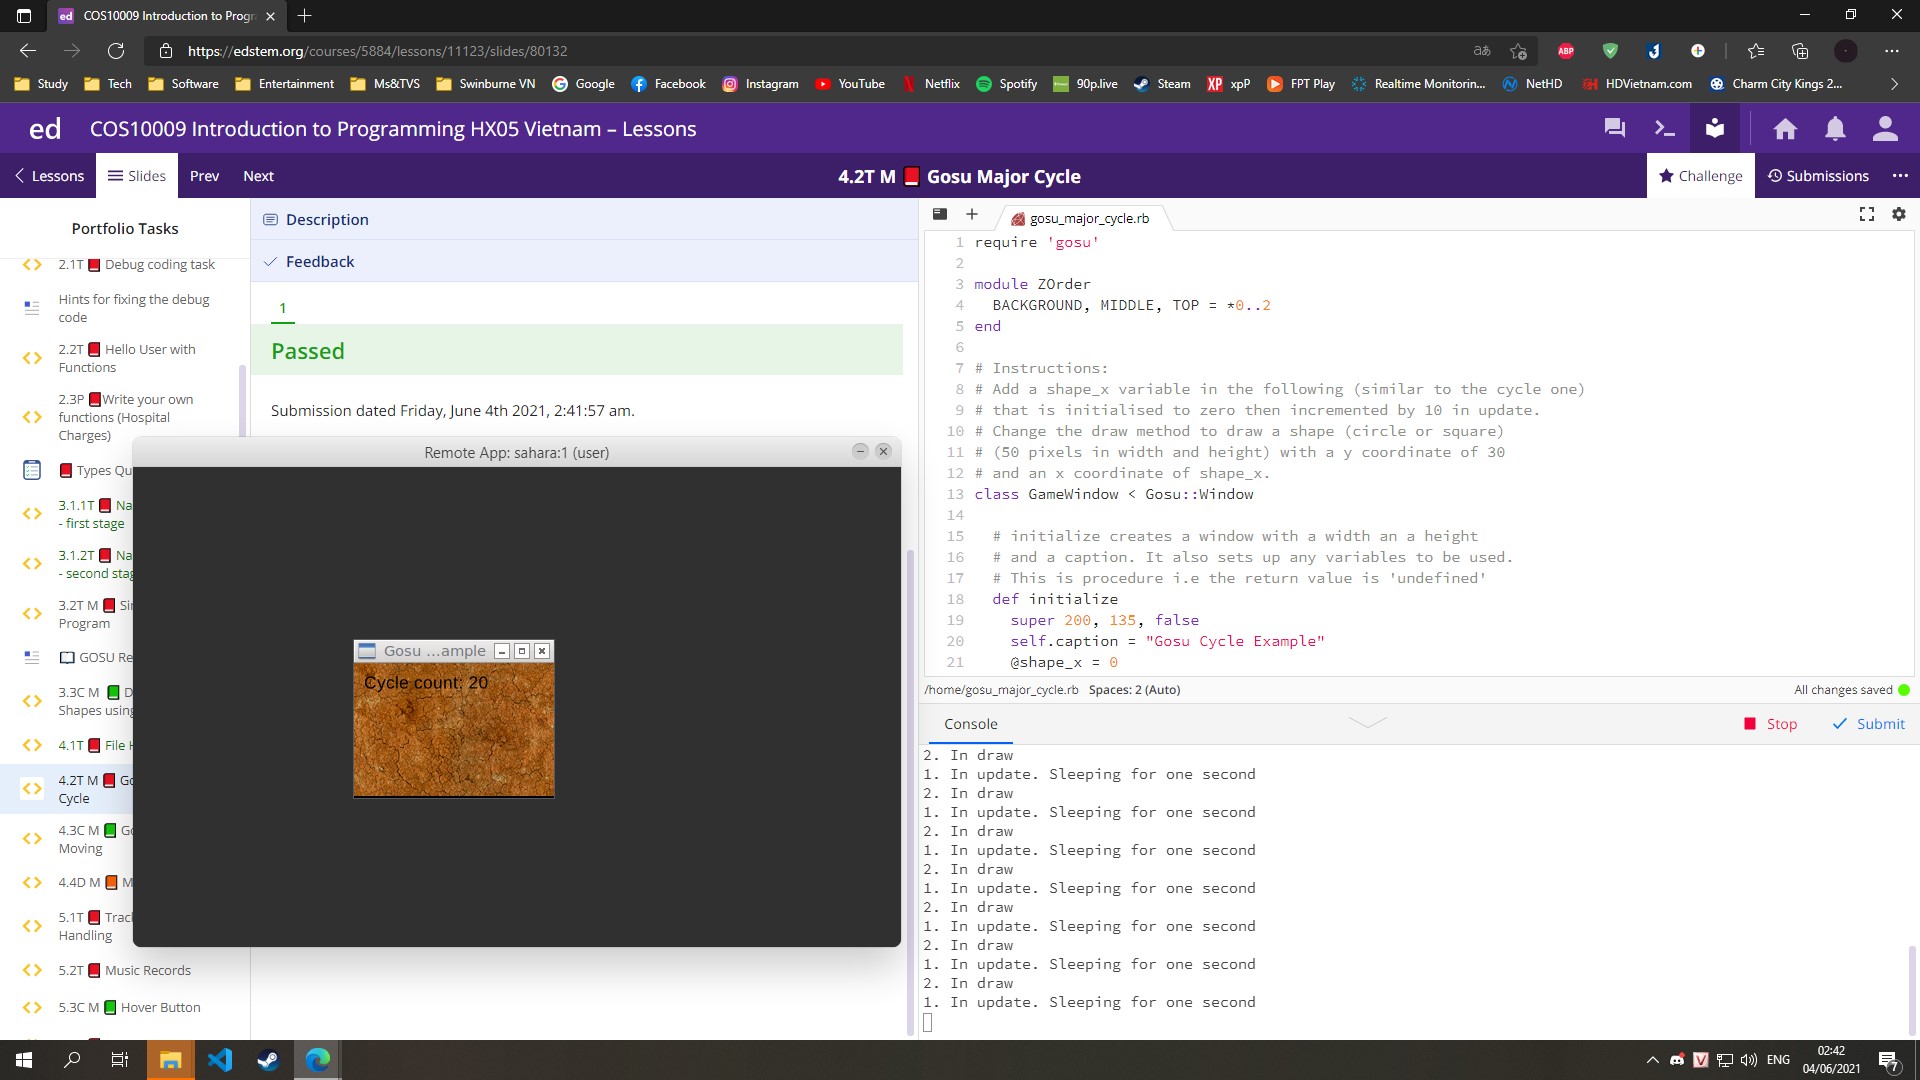 COS10009 Introduction to Progr
https://edstem.org/courses/5884/lessons/11123/slides/80132
Study Tech Software Entertainment Ms&TVS Swinburne VN Google Facebook Instagram YouTube Netflix Spotify 90p.live Steam xpP FPT Play Realtime Monitorin... NetHD HDVietnam.com Charm City Kings 2...
ed COS10009 Introduction to Programming HX05 Vietnam – Lessons
Lessons Slides Prev Next 4.2T M Gosu Major Cycle Challenge Submissions
Portfolio Tasks
2.1T Debug coding task
Hints for fixing the debug
code
2.2T Hello User with
Functions
2.3P Write your own
functions (Hospital
Charges)
Types Qu
3.1.1T Na
- first stage
3.1.2T Na
- second stag
3.2T M Sir
Program
GOSU Re
3.3C M D
Shapes using
4.1T File H
4.2T M Go
Cycle
4.3C M Go
Moving
4.4D M M
5.1T Track
Handling
5.2T Music Records
5.3C M Hover Button
Description
Feedback
1
Passed
Submission dated Friday, June 4th 2021, 2:41:57 am.
Remote App: sahara:1 (user)
Gosu ...ample
Cycle count: 20
gosu_major_cycle.rb
1 require 'gosu'
2
3 module ZOrder
4 BACKGROUND, MIDDLE, TOP = *0..2
5 end
6
7 # Instructions:
8 # Add a shape_x variable in the following (similar to the cycle one)
9 # that is initialised to zero then incremented by 10 in update.
10 # Change the draw method to draw a shape (circle or square)
11 # (50 pixels in width and height) with a y coordinate of 30
12 # and an x coordinate of shape_x.
13 class GameWindow < Gosu::Window
14
15 # initialize creates a window with a width an a height
16 # and a caption. It also sets up any variables to be used.
17 # This is procedure i.e the return value is 'undefined'
18 def initialize
19 super 200, 135, false
20 self.caption = "Gosu Cycle Example"
21 @shape_x = 0
/home/gosu_major_cycle.rb Spaces: 2 (Auto) All changes saved
Console Stop Submit
2. In draw
1. In update. Sleeping for one second
2. In draw
1. In update. Sleeping for one second
2. In draw
1. In update. Sleeping for one second
2. In draw
1. In update. Sleeping for one second
2. In draw
1. In update. Sleeping for one second
2. In draw
1. In update. Sleeping for one second
2. In draw
1. In update. Sleeping for one second
ENG
02:42
04/06/2021
7